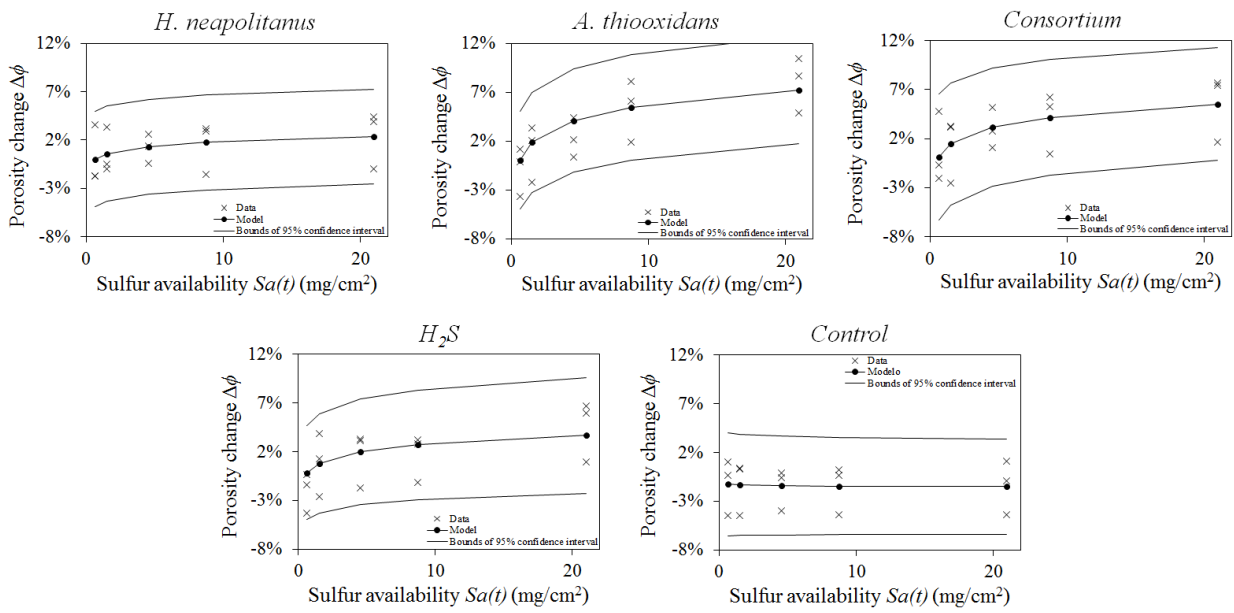 H. neapolitanus
12%
7%
2%
-3%
-8%
Porosity change Δϕ
Data
Model
Bounds of 95% confidence interval
0
10
20
Sulfur availability Sa(t) (mg/cm²)
A. thiooxidans
12%
7%
2%
-3%
-8%
Porosity change Δϕ
Data
Model
Bounds of 95% confidence interval
0
10
20
Sulfur availability Sa(t) (mg/cm²)
Consortium
12%
7%
2%
-3%
-8%
Porosity change Δϕ
Data
Model
Bounds of 95% confidence interval
0
10
20
Sulfur availability Sa(t) (mg/cm²)
H₂S
12%
7%
2%
-3%
-8%
Porosity change Δϕ
Data
Model
Bounds of 95% confidence interval
0
10
20
Sulfur availability Sa(t) (mg/cm²)
Control
12%
7%
2%
-3%
-8%
Porosity change Δϕ
Data
Modelo
Bounds of 95% confidence interval
0
10
20
Sulfur availability Sa(t) (mg/cm²)